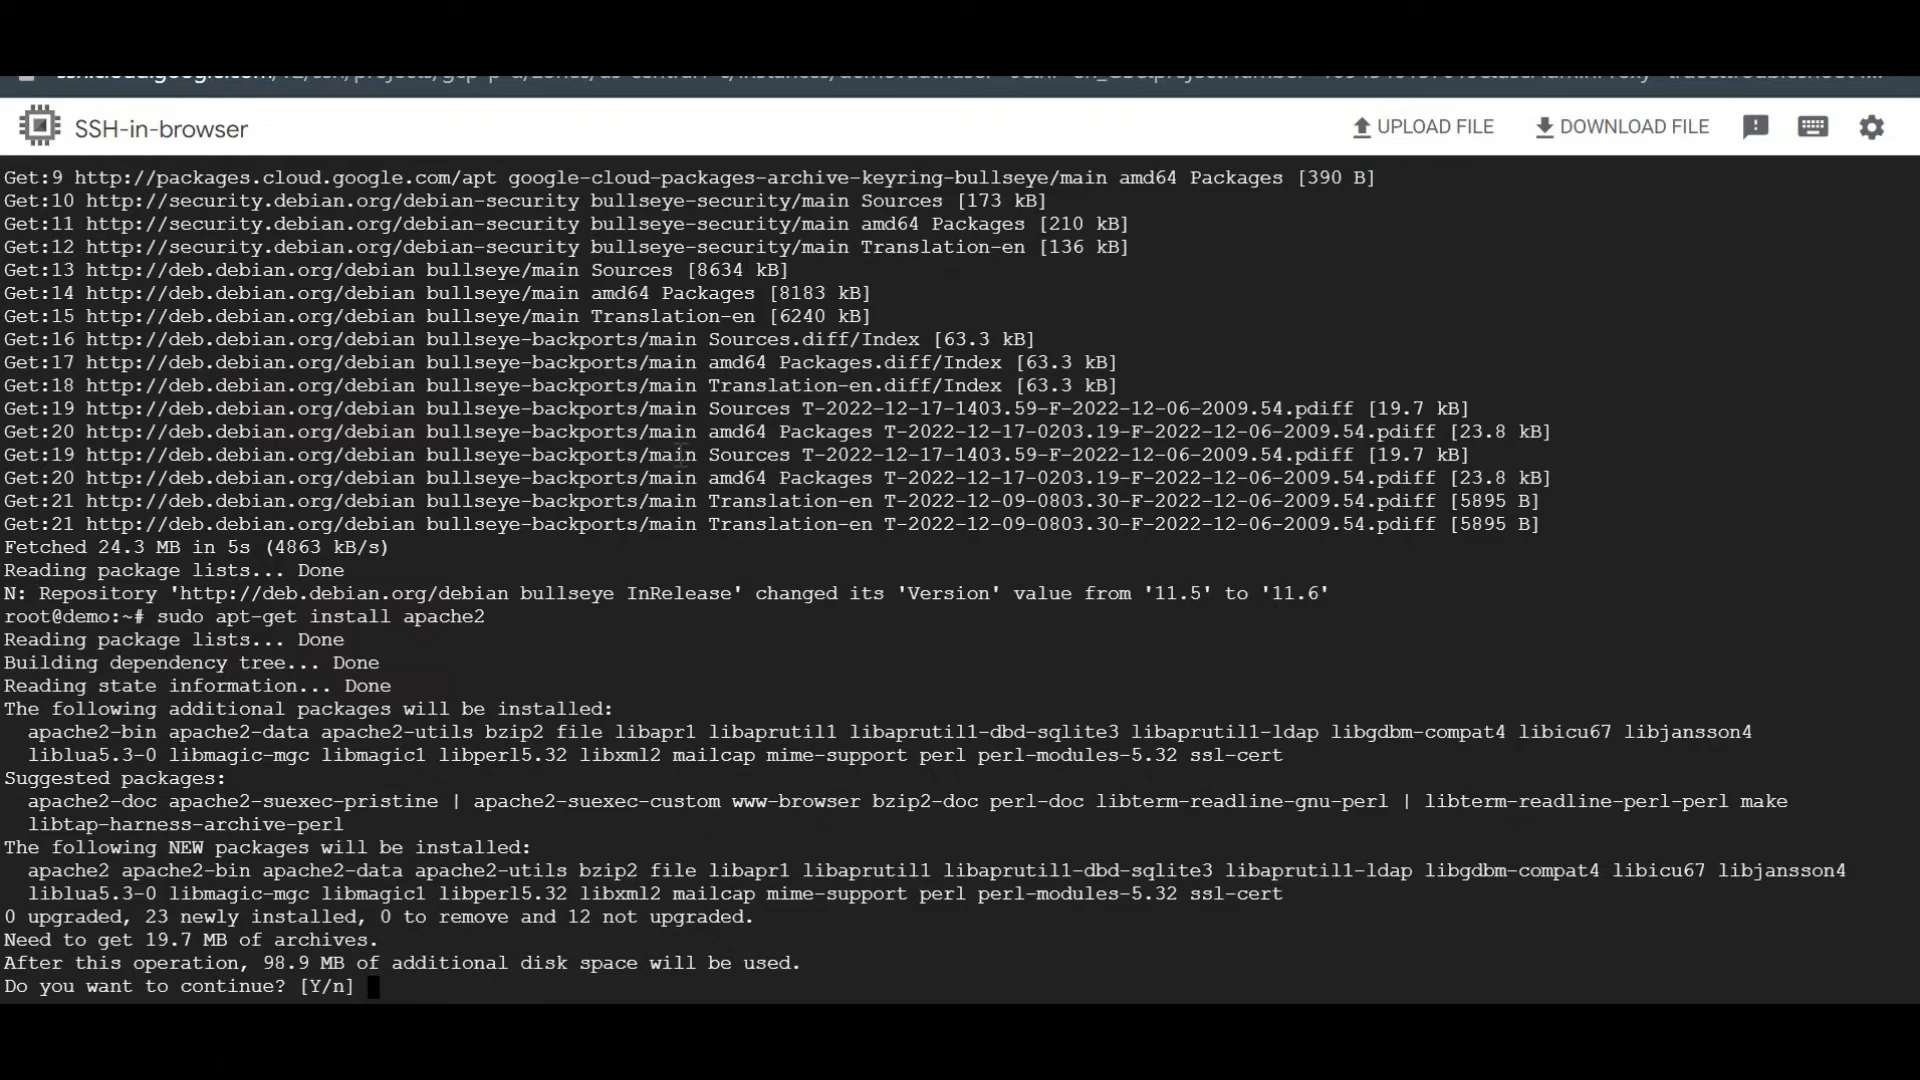 SSH-in-browser
UPLOAD FILE
DOWNLOAD FILE
Get:9 http://packages.cloud.google.com/apt google-cloud-packages-archive-keyring-bullseye/main amd64 Packages [390 B]
Get:10 http://security.debian.org/debian-security bullseye-security/main Sources [173 kB]
Get:11 http://security.debian.org/debian-security bullseye-security/main amd64 Packages [210 kB]
Get:12 http://security.debian.org/debian-security bullseye-security/main Translation-en [136 kB]
Get:13 http://deb.debian.org/debian bullseye/main Sources [8634 kB]
Get:14 http://deb.debian.org/debian bullseye/main amd64 Packages [8183 kB]
Get:15 http://deb.debian.org/debian bullseye/main Translation-en [6240 kB]
Get:16 http://deb.debian.org/debian bullseye-backports/main Sources.diff/Index [63.3 kB]
Get:17 http://deb.debian.org/debian bullseye-backports/main amd64 Packages.diff/Index [63.3 kB]
Get:18 http://deb.debian.org/debian bullseye-backports/main Translation-en.diff/Index [63.3 kB]
Get:19 http://deb.debian.org/debian bullseye-backports/main Sources T-2022-12-17-1403.59-F-2022-12-06-2009.54.pdiff [19.7 kB]
Get:20 http://deb.debian.org/debian bullseye-backports/main amd64 Packages T-2022-12-17-0203.19-F-2022-12-06-2009.54.pdiff [23.8 kB]
Get:19 http://deb.debian.org/debian bullseye-backports/main Sources T-2022-12-17-1403.59-F-2022-12-06-2009.54.pdiff [19.7 kB]
Get:20 http://deb.debian.org/debian bullseye-backports/main amd64 Packages T-2022-12-17-0203.19-F-2022-12-06-2009.54.pdiff [23.8 kB]
Get:21 http://deb.debian.org/debian bullseye-backports/main Translation-en T-2022-12-09-0803.30-F-2022-12-06-2009.54.pdiff [5895 B]
Get:21 http://deb.debian.org/debian bullseye-backports/main Translation-en T-2022-12-09-0803.30-F-2022-12-06-2009.54.pdiff [5895 B]
Fetched 24.3 MB in 5s (4863 kB/s)
Reading package lists... Done
N: Repository 'http://deb.debian.org/debian bullseye InRelease' changed its 'Version' value from '11.5' to '11.6'
root@demo:~# sudo apt-get install apache2
Reading package lists... Done
Building dependency tree... Done
Reading state information... Done
The following additional packages will be installed:
apache2-bin apache2-data apache2-utils bzip2 file libapr1 libaprutil1 libaprutil1-dbd-sqlite3 libaprutil1-ldap libgdbm-compat4 libicu67 libjansson4
liblua5.3-0 libmagic-mgc libmagic1 libperl5.32 libxml2 mailcap mime-support perl perl-modules-5.32 ssl-cert
Suggested packages:
apache2-doc apache2-suexec-pristine | apache2-suexec-custom www-browser bzip2-doc perl-doc libterm-readline-gnu-perl | libterm-readline-perl-perl make
libtap-harness-archive-perl
The following NEW packages will be installed:
apache2 apache2-bin apache2-data apache2-utils bzip2 file libapr1 libaprutil1 libaprutil1-dbd-sqlite3 libaprutil1-ldap libgdbm-compat4 libicu67 libjansson4
liblua5.3-0 libmagic-mgc libmagic1 libperl5.32 libxml2 mailcap mime-support perl perl-modules-5.32 ssl-cert
0 upgraded, 23 newly installed, 0 to remove and 12 not upgraded.
Need to get 19.7 MB of archives.
After this operation, 98.9 MB of additional disk space will be used.
Do you want to continue? [Y/n]